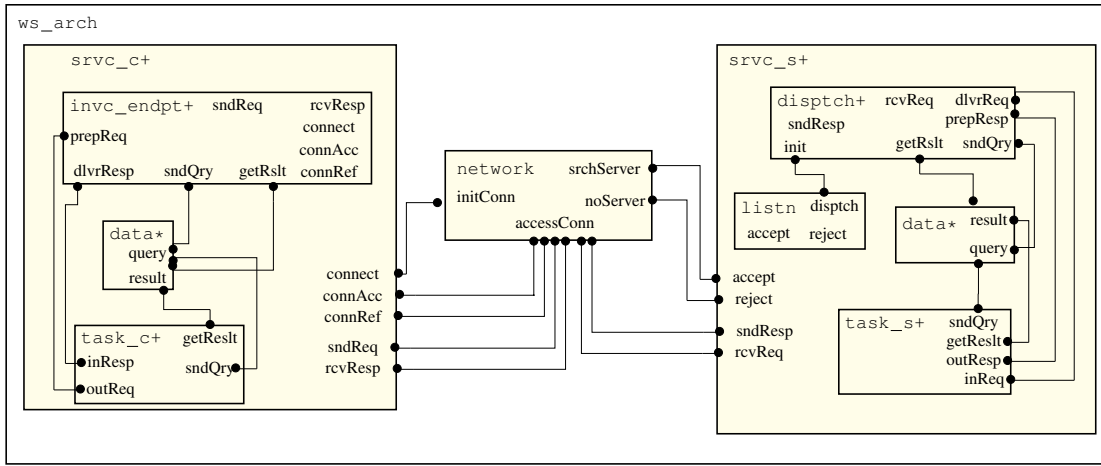 ws_arch
srvc_c+
invc_endpt+ sndReq rcvResp
connect
prepReq
connAcc
dlvrResp sndQry getRslt connRef
data*
query
result
task_c+ getReslt
inResp
sndQry
outReq
connect
connAcc
connRef
sndReq
rcvResp
network srchServer
initConn
noServer
accessConn
srvc_s+
disptch+ rcvReq dlvrReq
prepResp
sndResp
init getRslt sndQry
listn disptch
accept reject
data* result
query
accept
reject
sndResp
rcvReq
task_s+ sndQry
getReslt
outResp
inReq